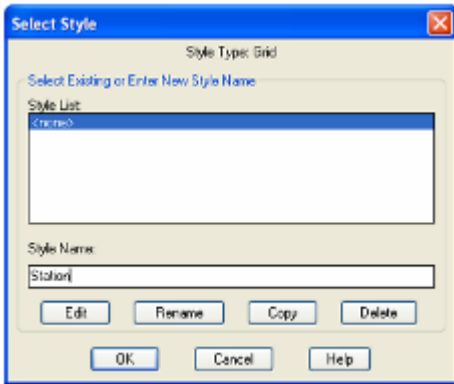 Select Style
Style Type: Grid
Select Existing or Enter New Style Name
Style List:
<none>
Style Name:
Station
Edit Rename Copy Delete
OK Cancel Help